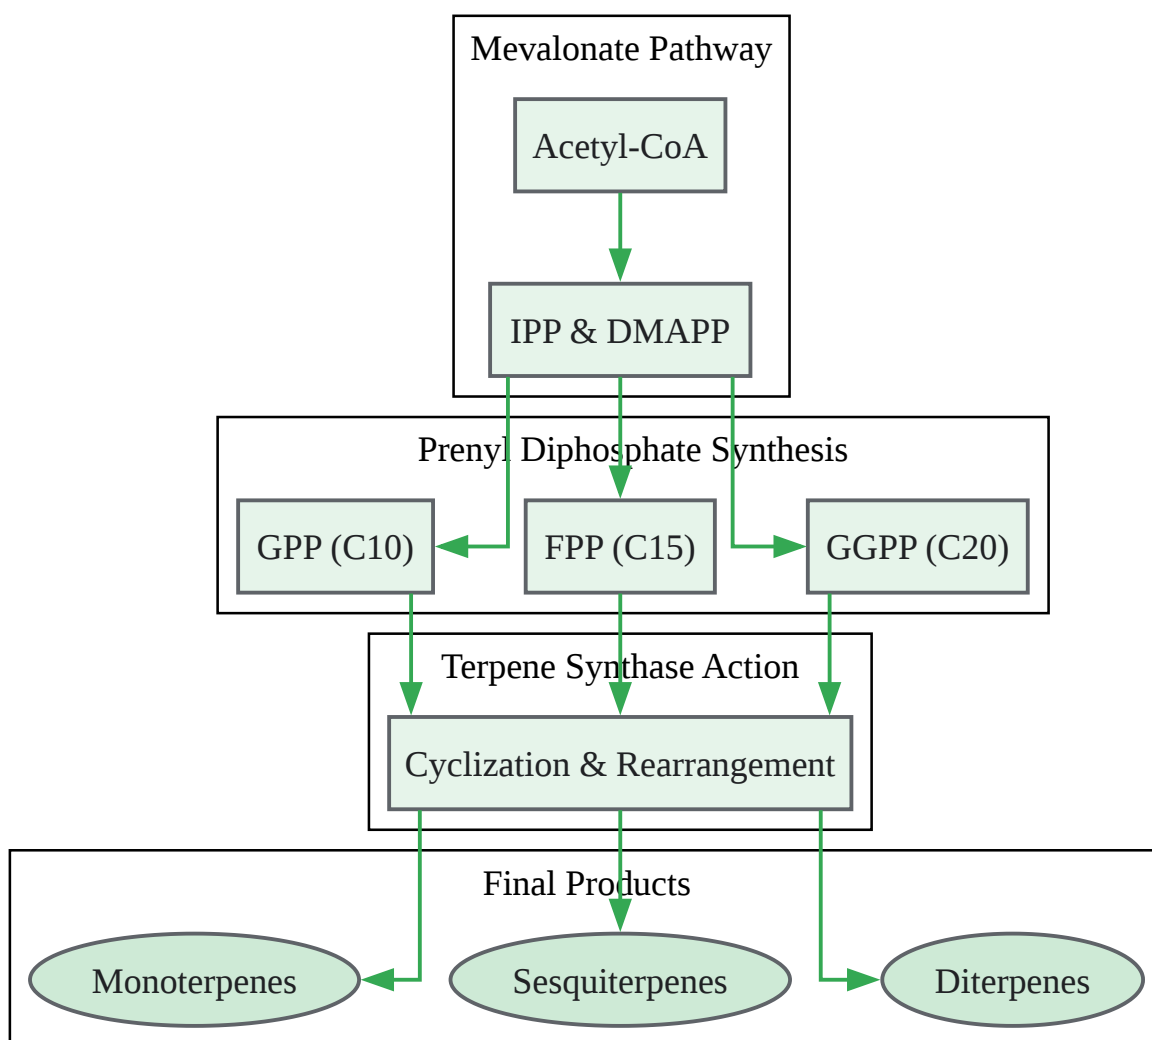 Mevalonate Pathway
Acetyl-CoA
IPP & DMAPP
Prenyl Diphosphate Synthesis
GPP (C10)
FPP (C15)
GGPP (C20)
Terpene Synthase Action
Cyclization & Rearrangement
Final Products
Monoterpenes
Sesquiterpenes
Diterpenes